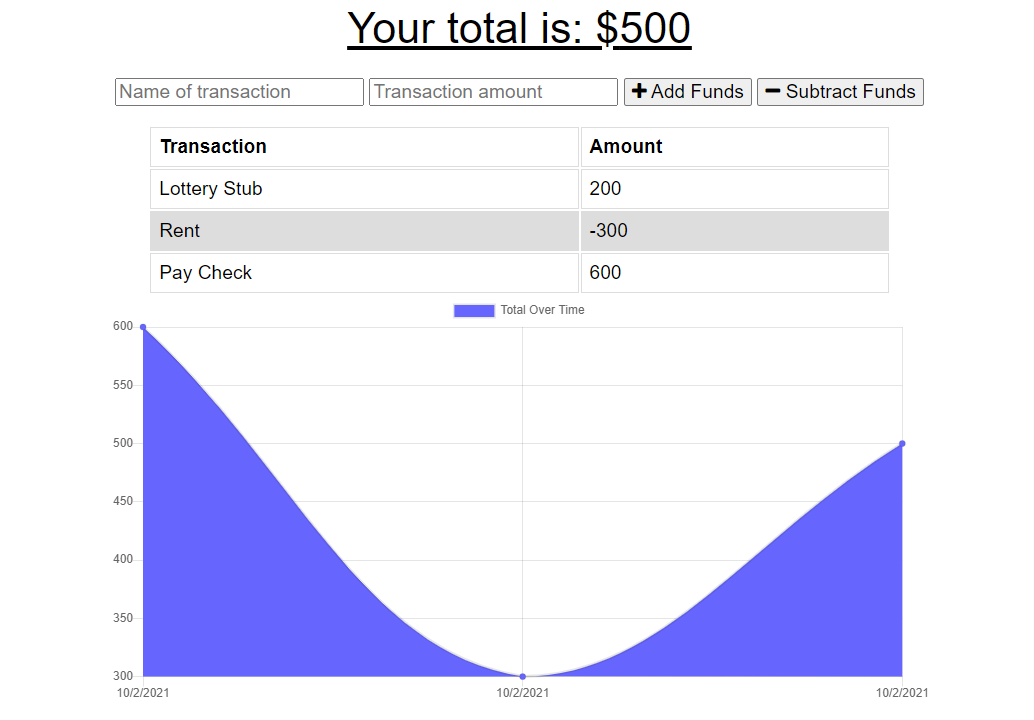 Your total is: $500
Name of transaction Transaction amount Add Funds Subtract Funds
Transaction Amount
Lottery Stub 200
Rent -300
Pay Check 600
Total Over Time
600
550
500
450
400
350
300
10/2/2021 10/2/2021 10/2/2021